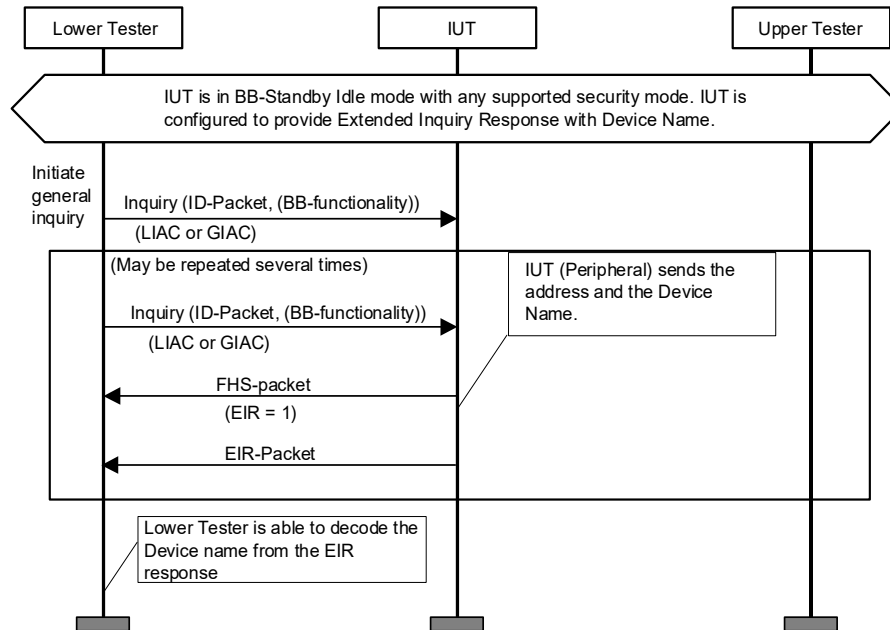 Lower Tester
IUT
Upper Tester
IUT is in BB-Standby Idle mode with any supported security mode. IUT is
configured to provide Extended Inquiry Response with Device Name.
Initiate
general
inquiry
Inquiry (ID-Packet, (BB-functionality))
(LIAC or GIAC)
(May be repeated several times)
IUT (Peripheral) sends the
address and the Device
Name.
Inquiry (ID-Packet, (BB-functionality))
(LIAC or GIAC)
FHS-packet
(EIR = 1)
EIR-Packet
Lower Tester is able to decode the
Device name from the EIR
response